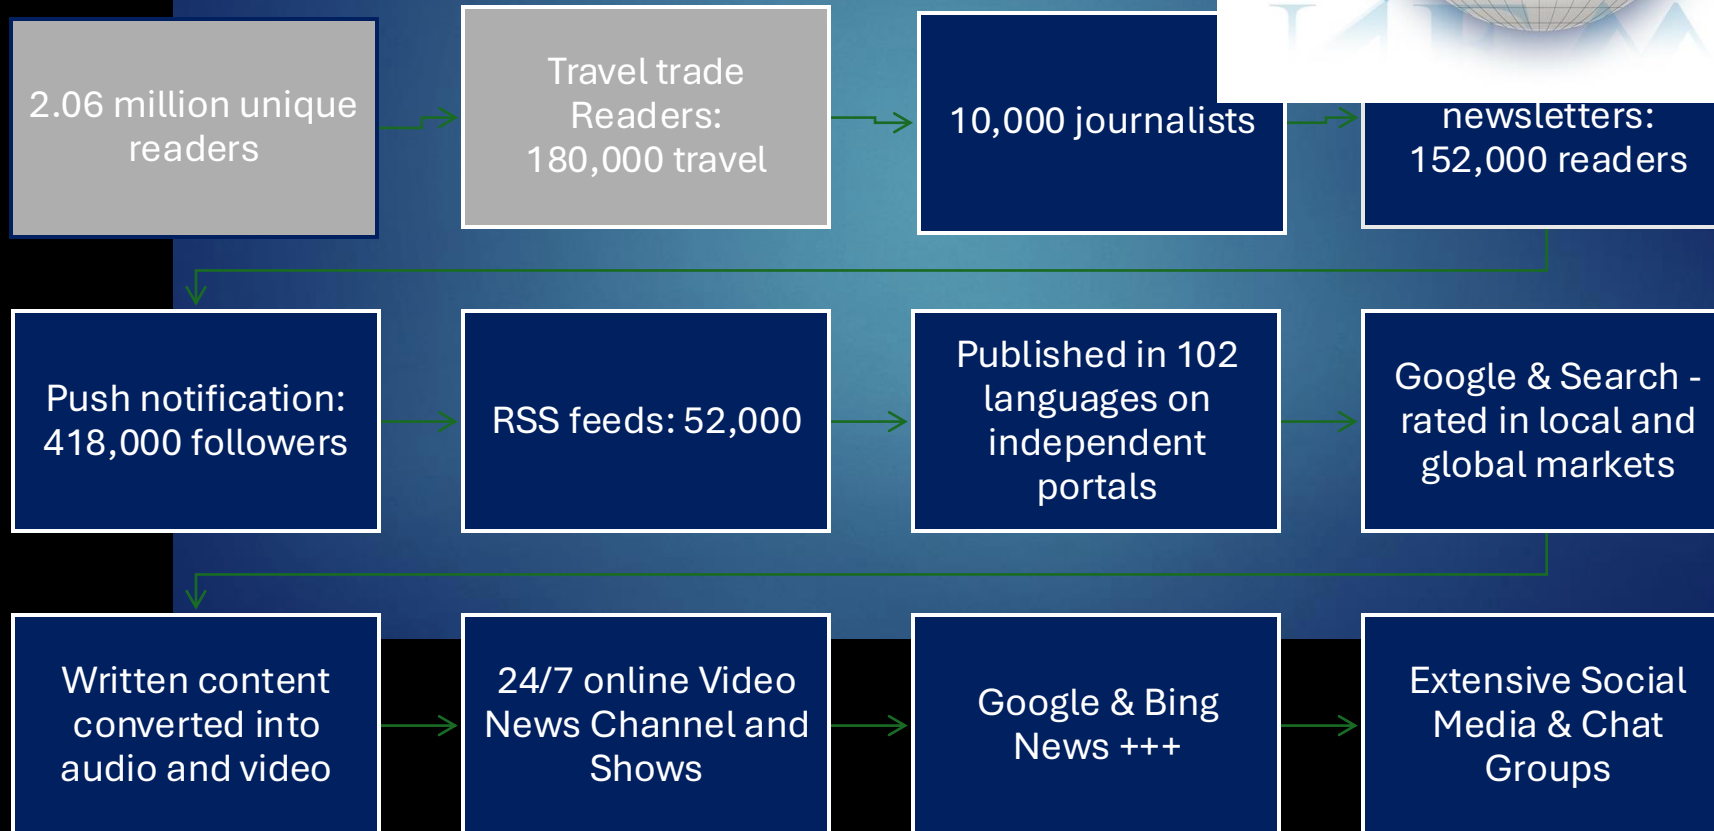 2.06 million unique
readers
Travel trade
Readers:
180,000 travel
10,000 journalists
newsletters:
152,000 readers
Push notification:
418,000 followers
RSS feeds: 52,000
Published in 102
languages on
independent
portals
Google & Search -
rated in local and
global markets
Written content
converted into
audio and video
24/7 online Video
News Channel and
Shows
Google & Bing
News +++
Extensive Social
Media & Chat
Groups